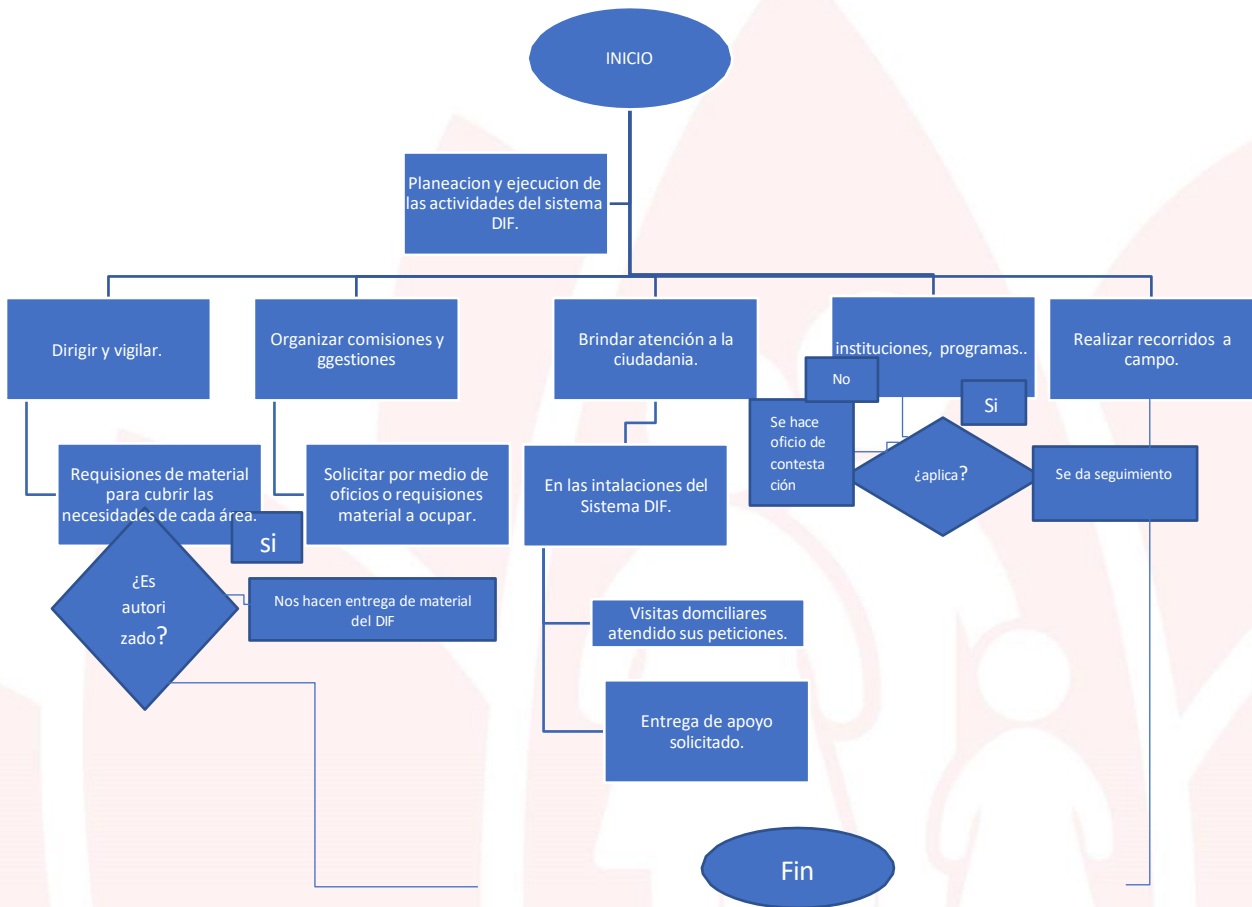 INICIO
Planeacion y ejecucion de
las actividades del sistema
DIF.
Dirigir y vigilar.
Organizar comisiones y
ggestiones
Brindar atención a la
ciudadania.
instituciones, programas..
Realizar recorridos a
campo.
No
Si
Se hace
oficio de
contesta
ción
¿aplica?
Se da seguimiento
Requisiones de material
para cubrir las
necesidades de cada área.
si
Solicitar por medio de
oficios o requisiones
material a ocupar.
En las intalaciones del
Sistema DIF.
¿Es
autori
zado?
Nos hacen entrega de material
del DIF
Visitas domciliares
atendido sus peticiones.
Entrega de apoyo
solicitado.
Fin